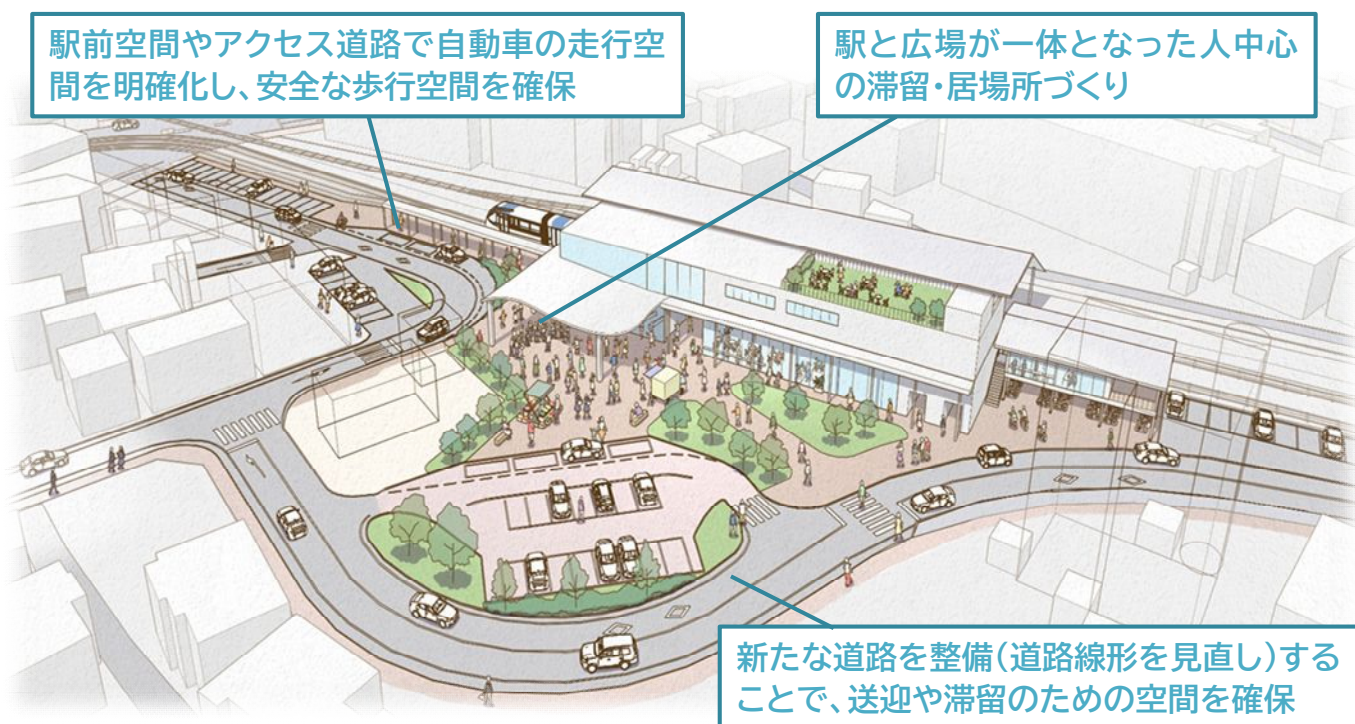 駅前空間やアクセス道路で自動車の走行空
間を明確化し、安全な歩行空間を確保
駅と広場が一体となった人中心
の滞留・居場所づくり
新たな道路を整備(道路線形を見直し)する
ことで、送迎や滞留のための空間を確保